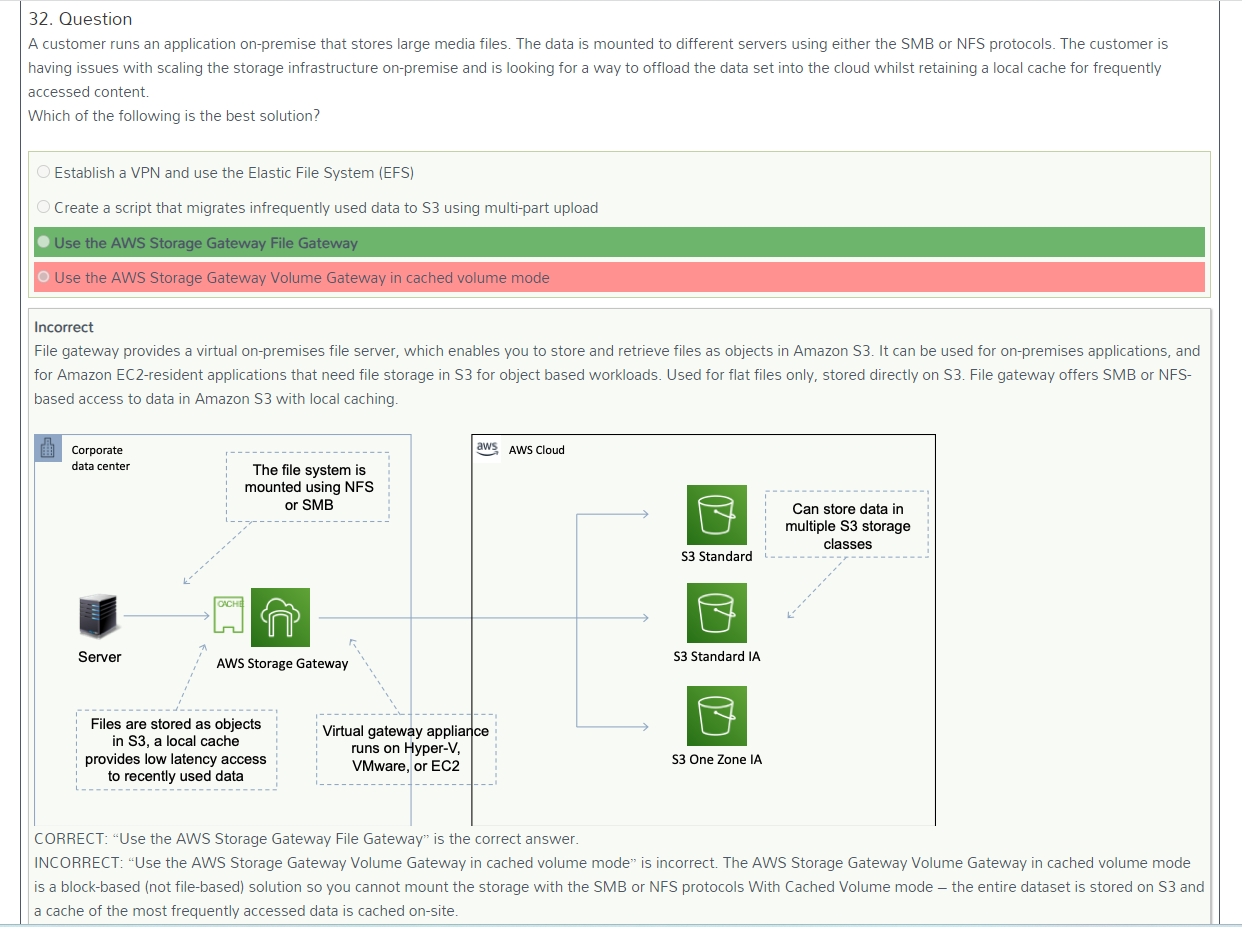 32. Question
A customer runs an application on-premise that stores large media files. The data is mounted to different servers using either the SMB or NFS protocols. The customer is
having issues with scaling the storage infrastructure on-premise and is looking for a way to offload the data set into the cloud whilst retaining a local cache for frequently
accessed content.
Which of the following is the best solution?
Establish a VPN and use the Elastic File System (EFS)
Create a script that migrates infrequently used data to S3 using multi-part upload
Use the AWS Storage Gateway File Gateway
Use the AWS Storage Gateway Volume Gateway in cached volume mode
Incorrect
File gateway provides a virtual on-premises file server, which enables you to store and retrieve files as objects in Amazon S3. It can be used for on-premises applications, and
for Amazon EC2-resident applications that need file storage in S3 for object based workloads. Used for flat files only, stored directly on S3. File gateway offers SMB or NFS-
based access to data in Amazon S3 with local caching.
Corporate
data center
The file system is
mounted using NFS
or SMB
aws
AWS Cloud
Can store data in
multiple S3 storage
classes
S3 Standard
CACHE
Server
AWS Storage Gateway
S3 Standard IA
Files are stored as objects
in S3, a local cache
provides low latency access
to recently used data
Virtual gateway appliance
runs on Hyper-V,
VMware, or EC2
S3 One Zone IA
CORRECT: “Use the AWS Storage Gateway File Gateway” is the correct answer.
INCORRECT: “Use the AWS Storage Gateway Volume Gateway in cached volume mode” is incorrect. The AWS Storage Gateway Volume Gateway in cached volume mode
is a block-based (not file-based) solution so you cannot mount the storage with the SMB or NFS protocols With Cached Volume mode – the entire dataset is stored on S3 and
a cache of the most frequently accessed data is cached on-site.